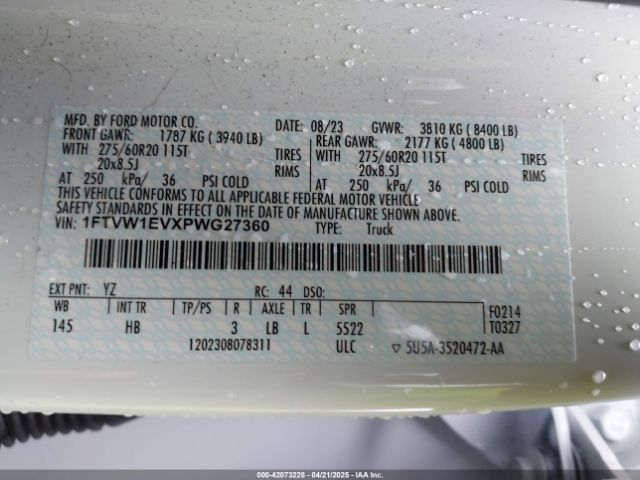 MFD. BY FORD MOTOR CO. DATE: 08/23 GVWR: 3810 KG ( 8400 LB)
FRONT GAWR: 1787 KG ( 3940 LB) REAR GAWR: 2177 KG ( 4800 LB)
WITH 275/60R20 115T TIRES WITH 275/60R20 115T TIRES
20x8.5J RIMS 20x8.5J RIMS
AT 250 kPa/ 36 PSI COLD AT 250 kPa/ 36 PSI COLD
THIS VEHICLE CONFORMS TO ALL APPLICABLE FEDERAL MOTOR VEHICLE
SAFETY STANDARDS IN EFFECT ON THE DATE OF MANUFACTURE SHOWN ABOVE.
VIN: 1FTVW1EVXPWG27360 TYPE: Truck
EXT PNT: YZ RC: 44 DSO:
WB INT TR TP/PS R AXLE TR SPR F0214
145 HB 3 LB L 5522 T0327
1202308078311 ULC ▽ 5U5A-3520472-AA
000-42073228 - 04/21/2025 - IAA Inc.